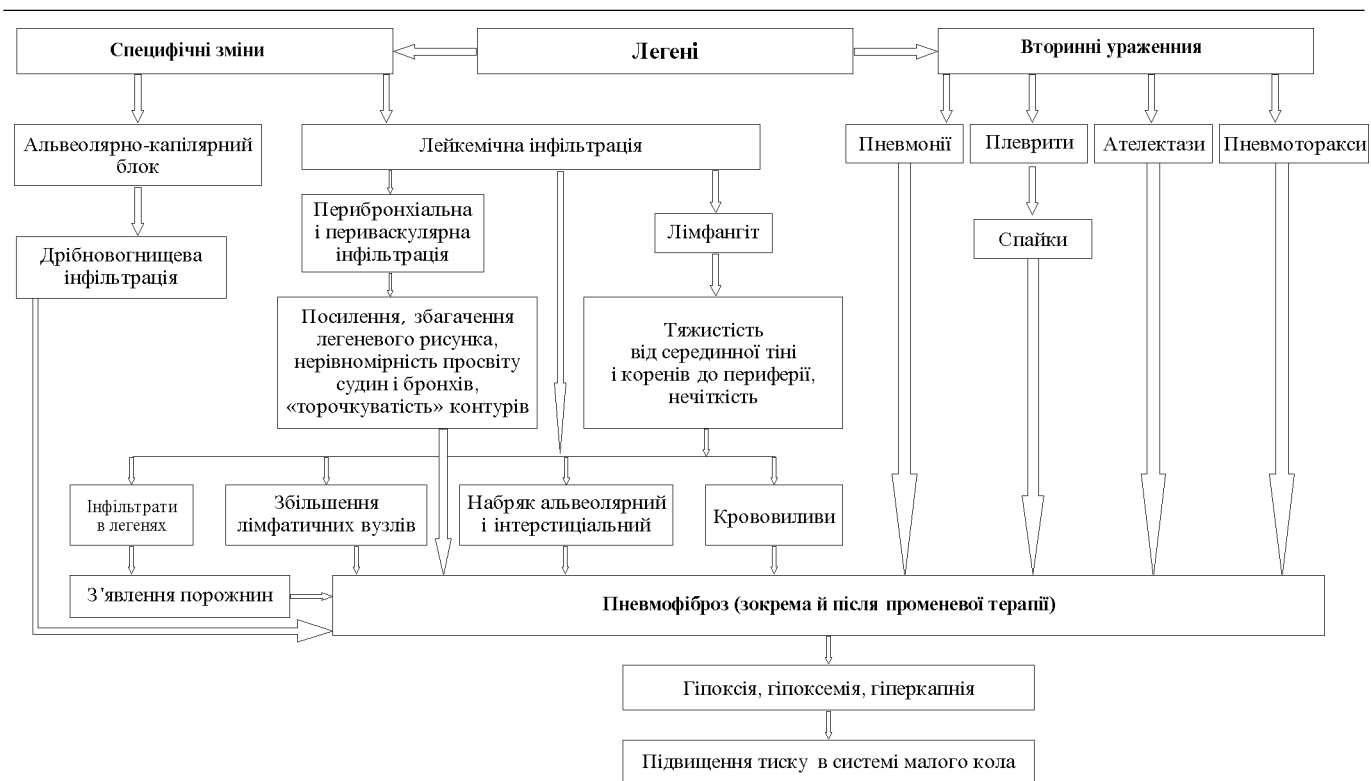 Специфічні зміни
Легені
Вторинні ураженния
Альвеолярно-капілярний
блок
Лейкемічна інфільтрація
Пневмонії
Плеврити
Ателектази
Пневмоторакси
Перибронхіальна
і периваскулярна
інфільтрація
Лімфангіт
Спайки
Дрібновогнищева
інфільтрація
Посилення, збагачення
легеневого рисунка,
нерівномірність просвіту
судин і бронхів,
«торочкуватість» контурів
Тяжистість
від серединної тіні
і коренів до периферії,
нечіткість
Інфільтрати
в легенях
Збільшення
лімфатичних вузлів
Набряк альвеолярний
і інтерстиціальний
Крововиливи
З'явлення порожнин
Пневмофіброз (зокрема й після променевої терапії)
Гіпоксія, гіпоксемія, гіперкапнія
Підвищення тиску в системі малого кола